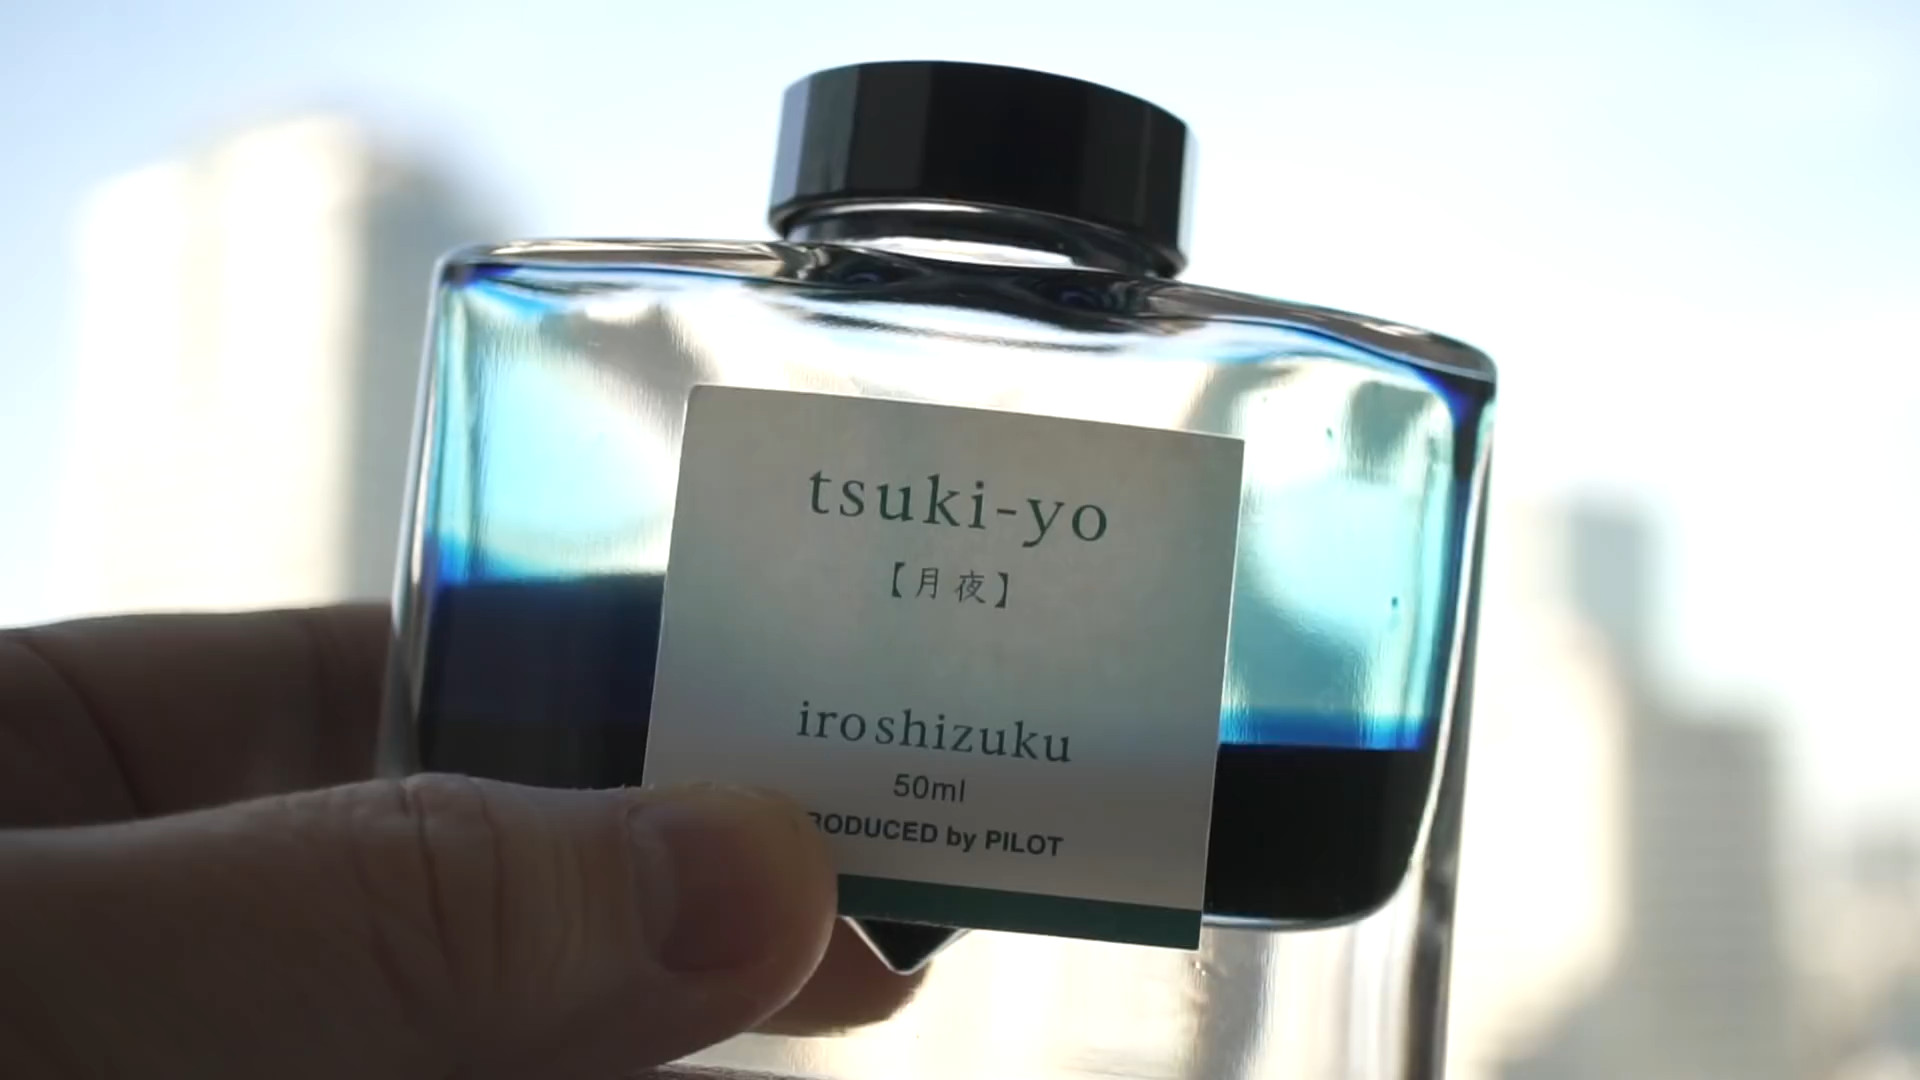 tsuki-yo
【月夜】
iroshizuku
50ml
RODUCED by PILOT